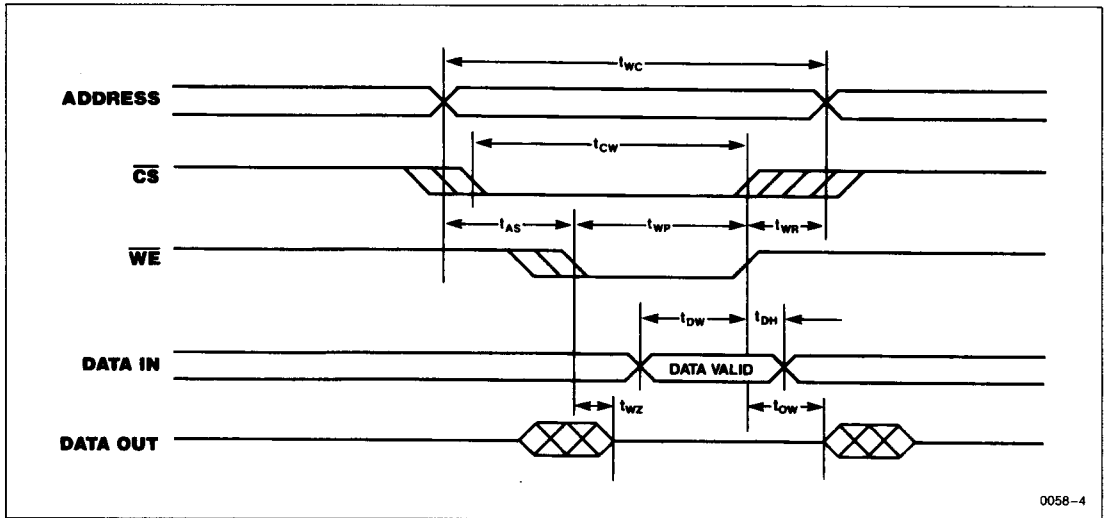 tWC
ADDRESS
tCW
CS
tAS tWP tWR
WE
tDW tDH
DATA IN DATA VALID
tWZ tOW
DATA OUT
0058-4